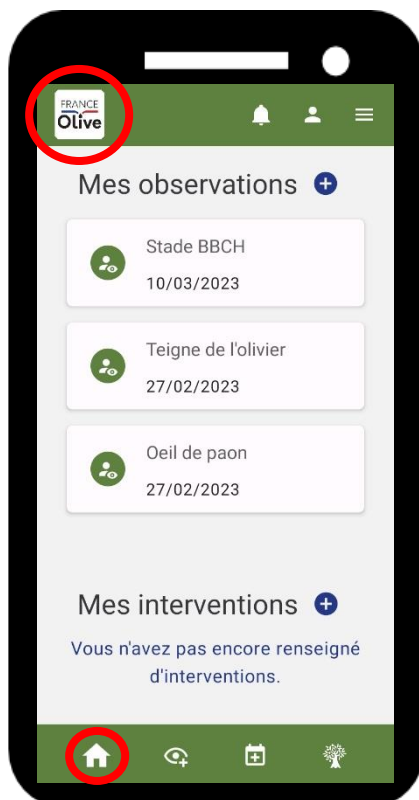 FRANCE
Olive
Mes observations
Stade BBCH
10/03/2023
Teigne de l'olivier
27/02/2023
Oeil de paon
27/02/2023
Mes interventions
Vous n'avez pas encore renseigné
d'interventions.